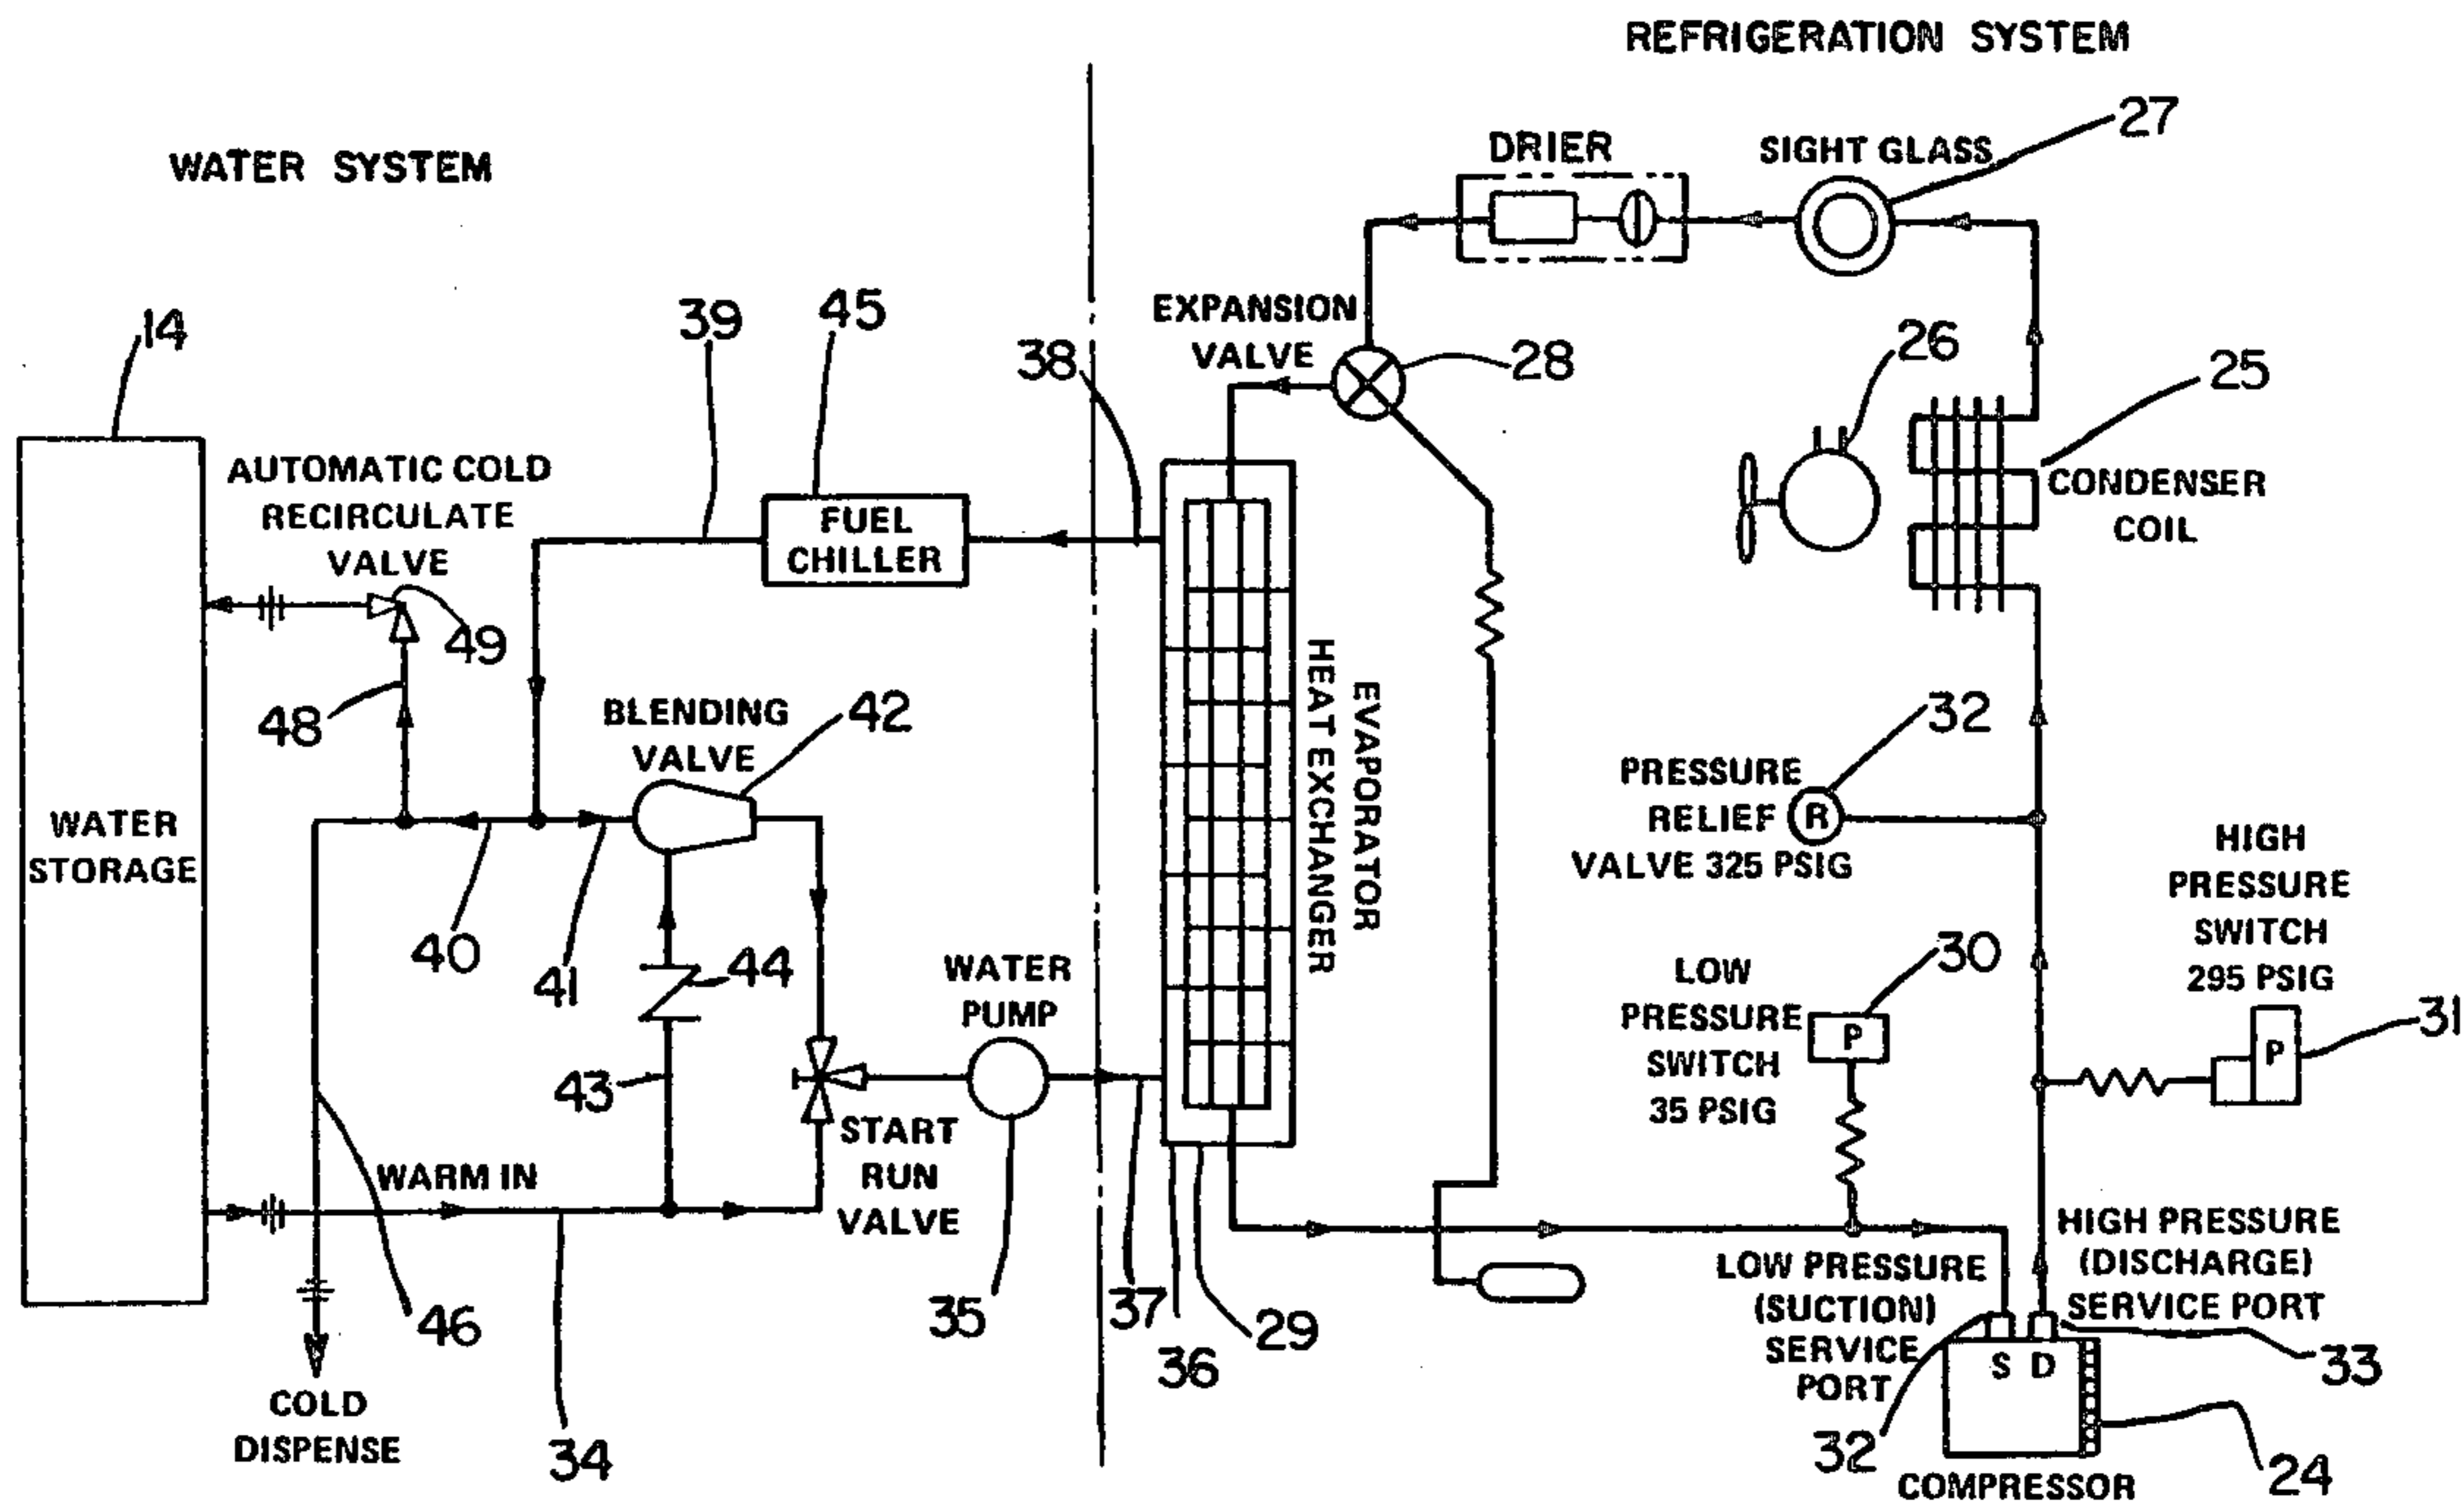 REFRIGERATION SYSTEM
WATER SYSTEM
DRIER
SIGHT GLASS
27
14
39
45
38
EXPANSION
VALVE
28
26
25
CONDENSER
COIL
AUTOMATIC COLD
RECIRCULATE
VALVE
49
48
FUEL
CHILLER
BLENDING
VALVE
42
WATER
STORAGE
40
41
44
43
WATER
PUMP
EVAPORATOR
HEAT EXCHANGER
PRESSURE
RELIEF
VALVE 325 PSIG
R
32
HIGH
PRESSURE
SWITCH
295 PSIG
P
31
LOW
PRESSURE
SWITCH
35 PSIG
P
30
START
RUN
VALVE
WARM IN
46
34
35
37
36
29
COLD
DISPENSE
LOW PRESSURE
(SUCTION)
SERVICE
PORT
HIGH PRESSURE
(DISCHARGE)
SERVICE PORT
S D
32
33
24
COMPRESSOR